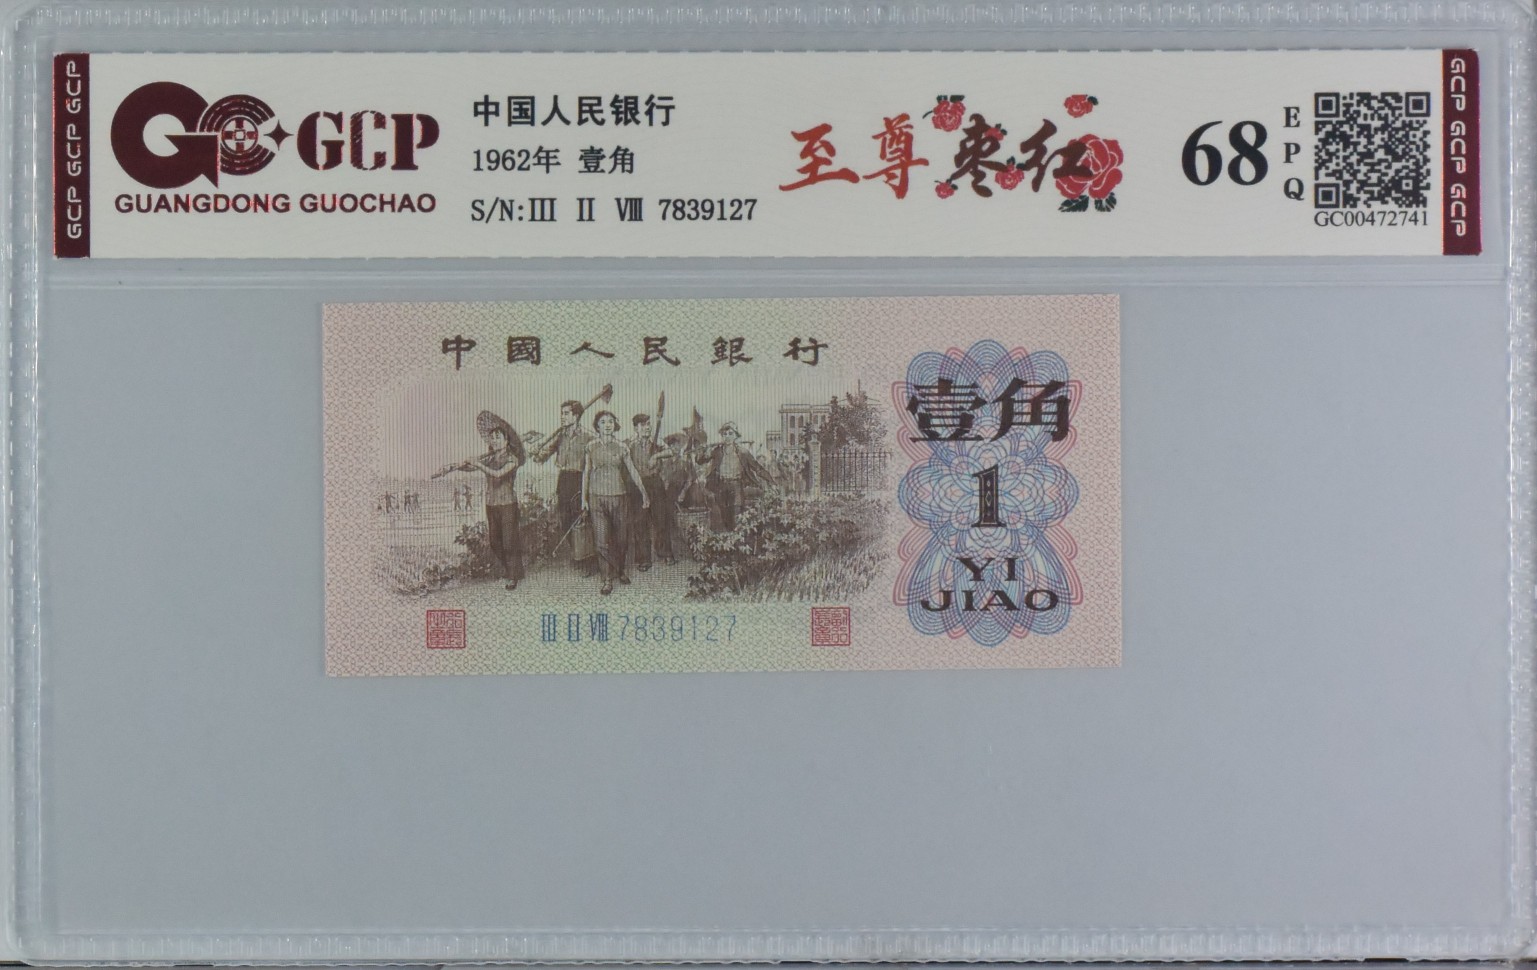 GCP GCP GCP
GCP
GUANGDONG GUOCHAO
中国人民银行
1962年 壹角
S/N:III II VIII 7839127
至尊枣红
68
EPQ
GC00472741
GCP GCP GCP
中國人民銀行
壹角
1
YI
JIAO
III II VIII 7839127